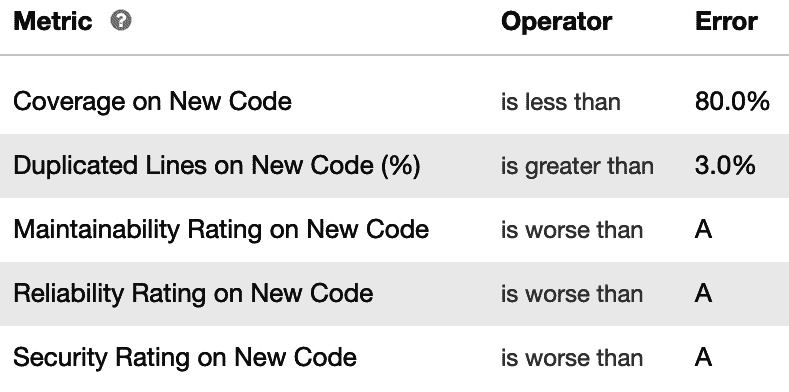 Metric ? Operator Error
Coverage on New Code is less than 80.0%
Duplicated Lines on New Code (%) is greater than 3.0%
Maintainability Rating on New Code is worse than A
Reliability Rating on New Code is worse than A
Security Rating on New Code is worse than A